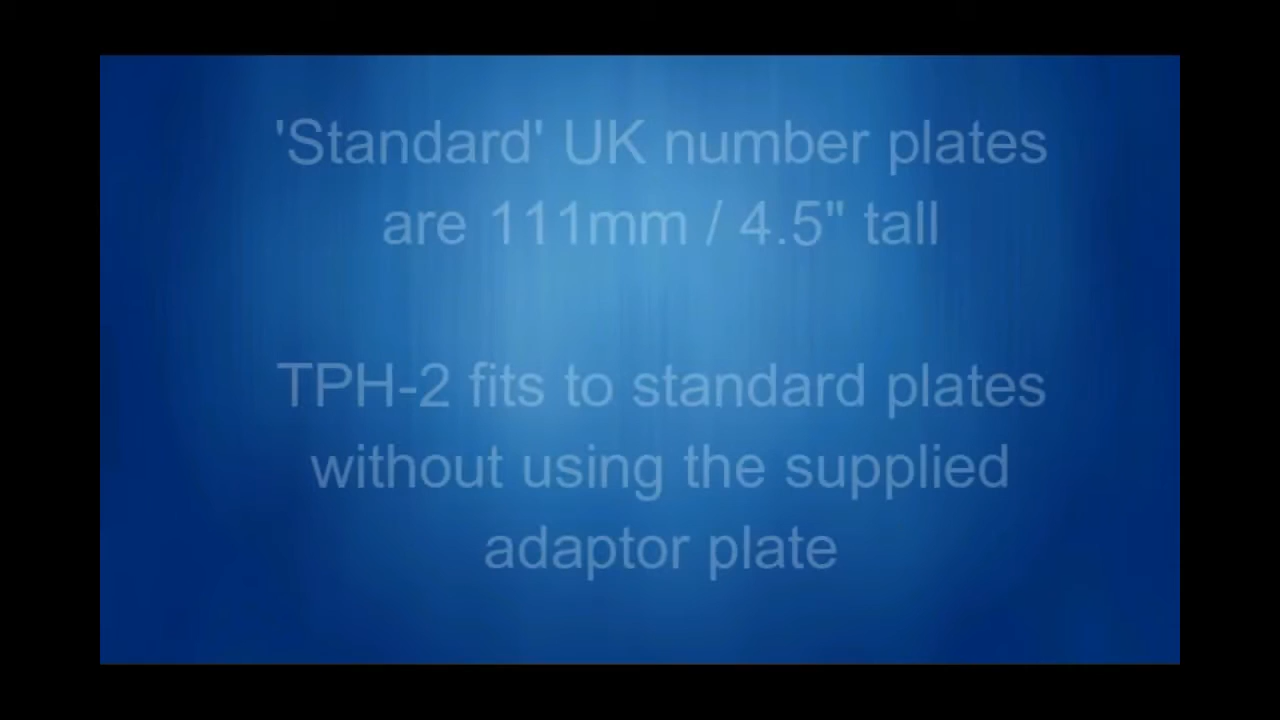 'Standard' UK number plates
are 111mm / 4.5" tall
TPH-2 fits to standard plates
without using the supplied
adaptor plate